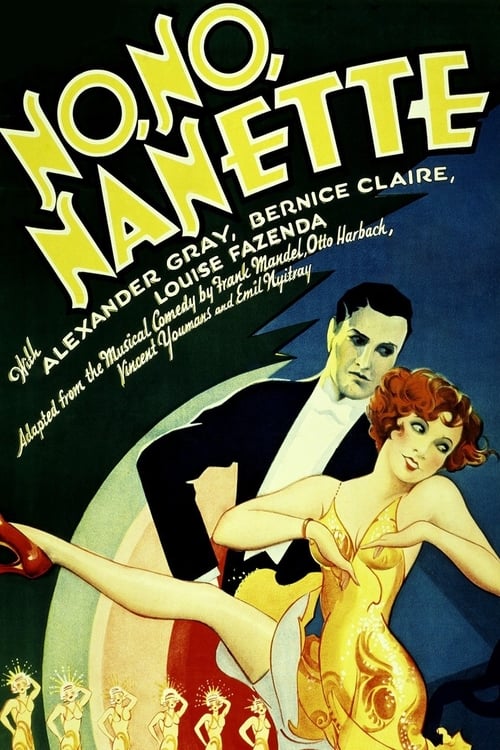 NO, NO,
NANETTE
With ALEXANDER GRAY, BERNICE CLAIRE,
LOUISE FAZENDA
Adapted from the Musical Comedy by Frank Mandel, Otto Harbach,
Vincent Youmans and Emil Nyitray